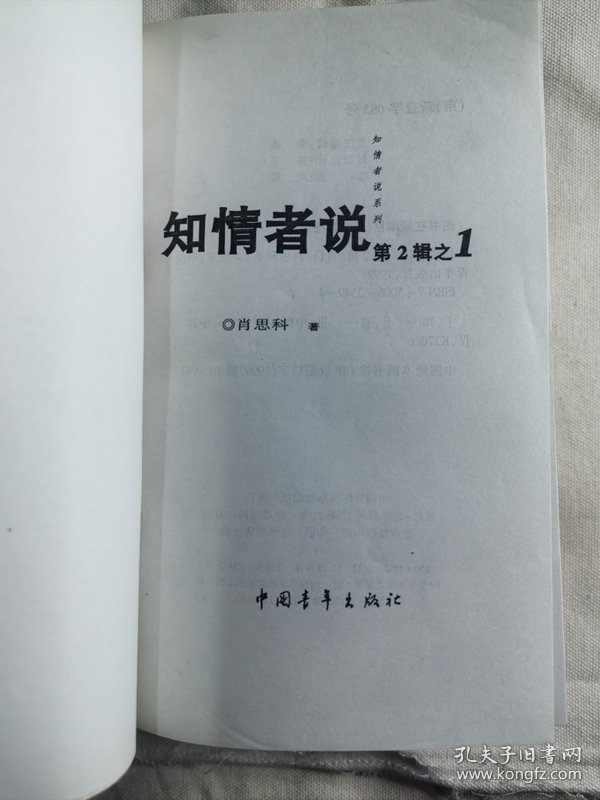 知情者说系列
知情者说 第2辑之1
◎肖思科 著
中国青年出版社
孔夫子旧书网
www.kongfz.com